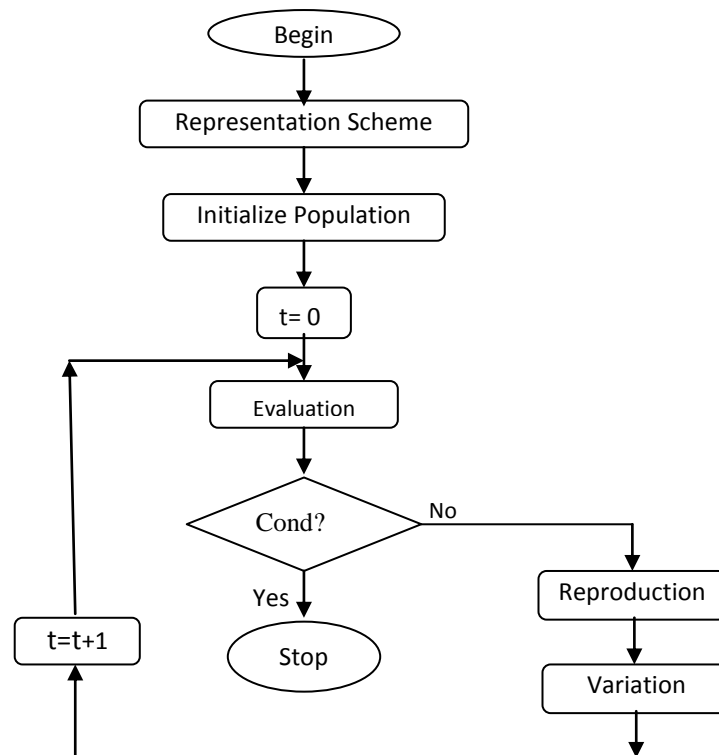 Begin
Representation Scheme
Initialize Population
t= 0
Evaluation
Cond?
No
Reproduction
Yes
t=t+1
Stop
Variation